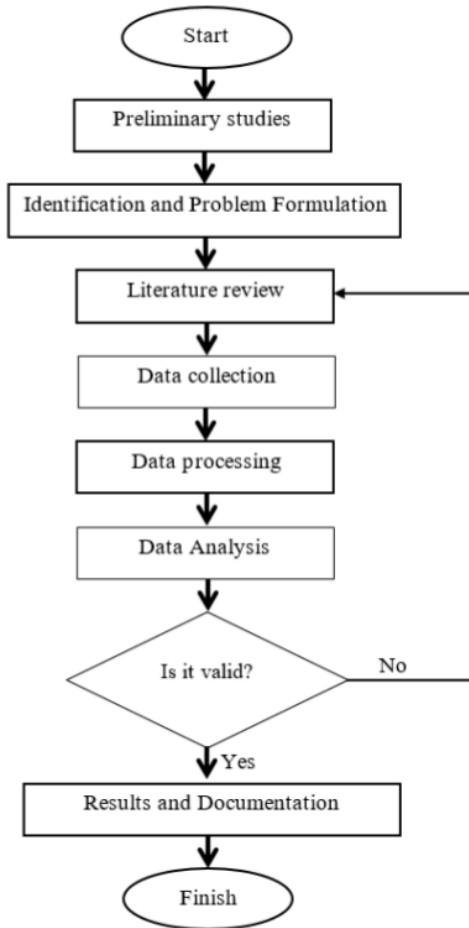 Start
Preliminary studies
Identification and Problem Formulation
Literature review
Data collection
Data processing
Data Analysis
Is it valid?
No
Yes
Results and Documentation
Finish